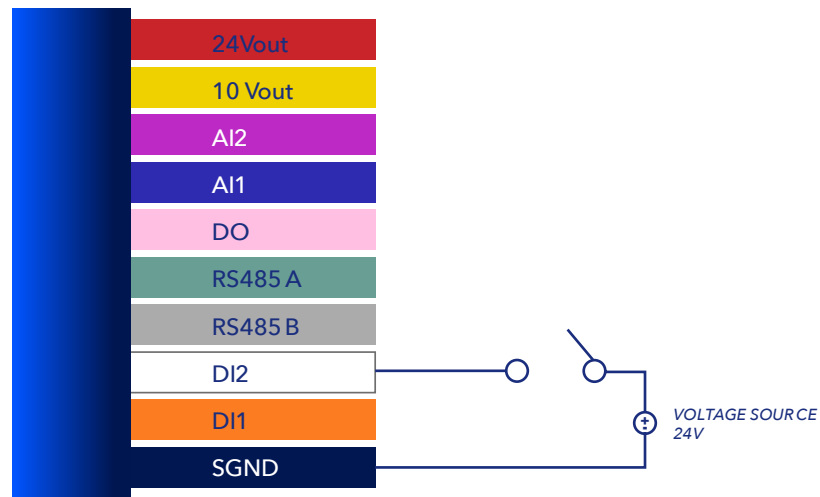 24Vout
10 Vout
AI2
AI1
DO
RS485 A
RS485 B
DI2
DI1
SGND
VOLTAGE SOURCE
24V